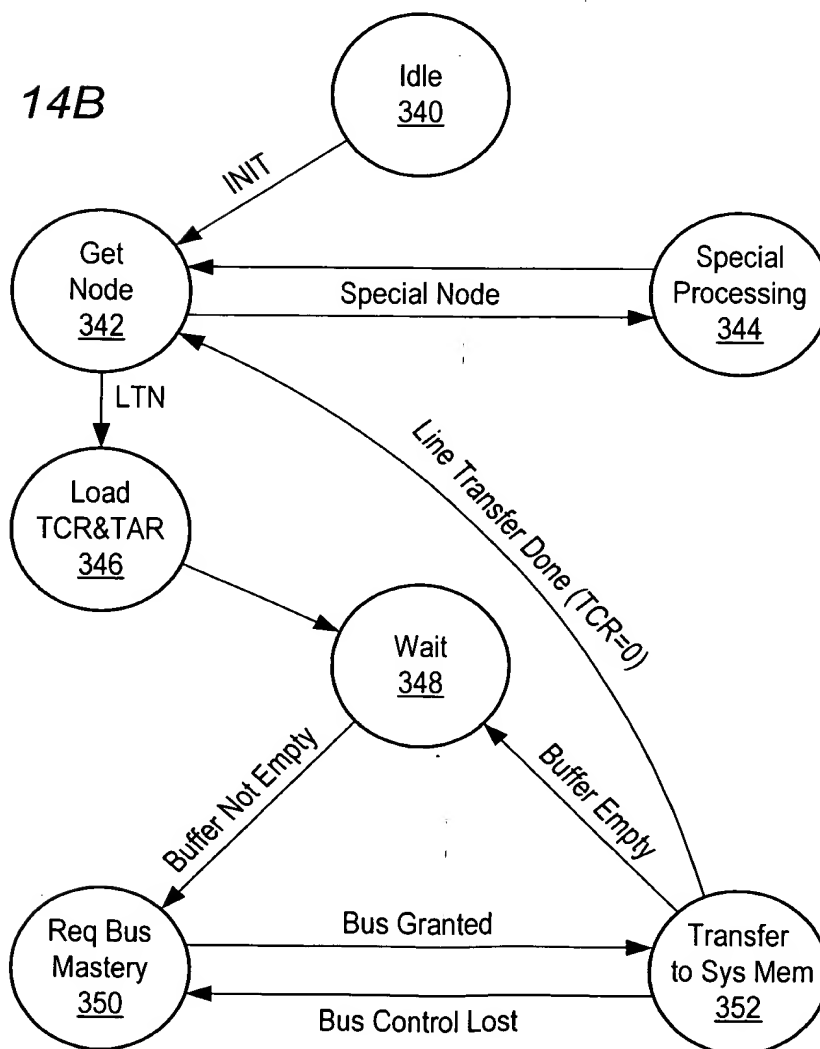 14B
Idle
340
INIT
Get
Node
342
Special Node
Special
Processing
344
LTN
Load
TCR&TAR
346
Line Transfer Done (TCR=0)
Wait
348
Buffer Not Empty
Buffer Empty
Req Bus
Mastery
350
Bus Granted
Bus Control Lost
Transfer
to Sys Mem
352